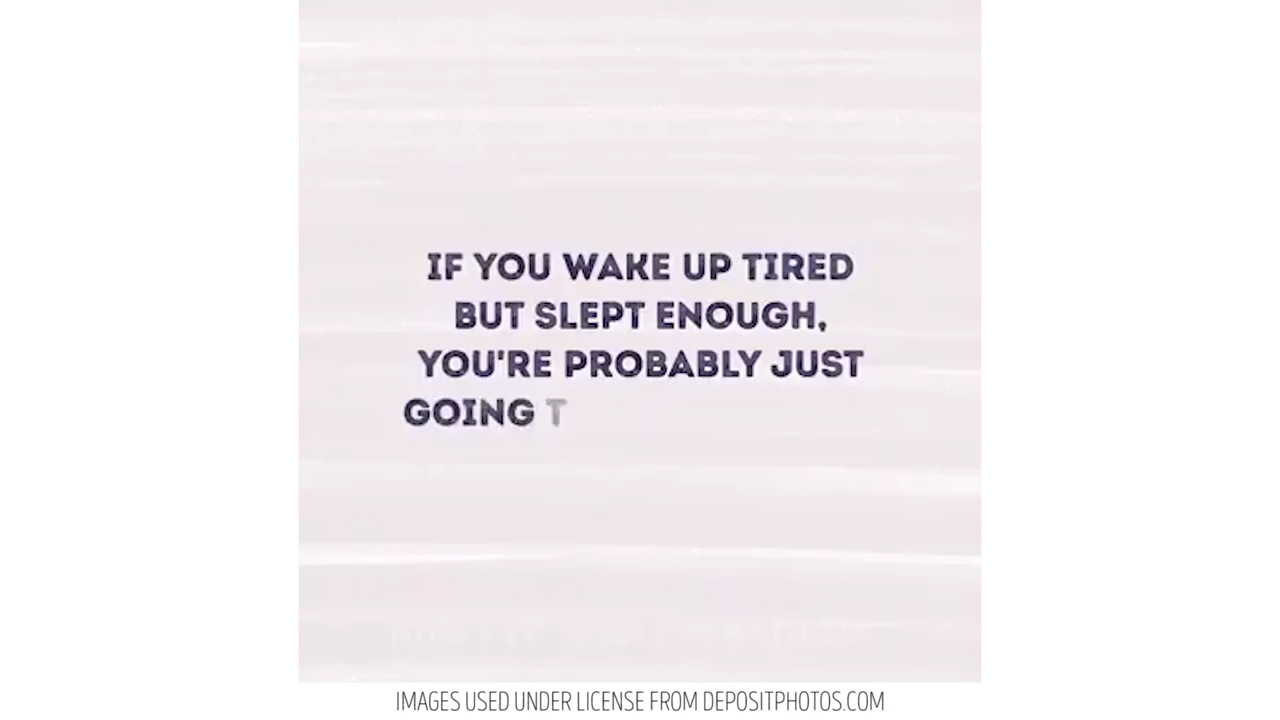 IF YOU WAKE UP TIRED
BUT SLEPT ENOUGH,
YOU'RE PROBABLY JUST
GOING T
IMAGES USED UNDER LICENSE FROM DEPOSITPHOTOS.COM